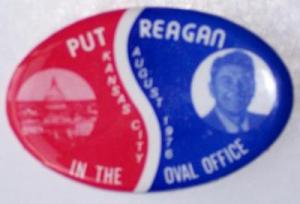 PUT REAGAN
KANSAS CITY
AUGUST 1976
IN THE OVAL OFFICE